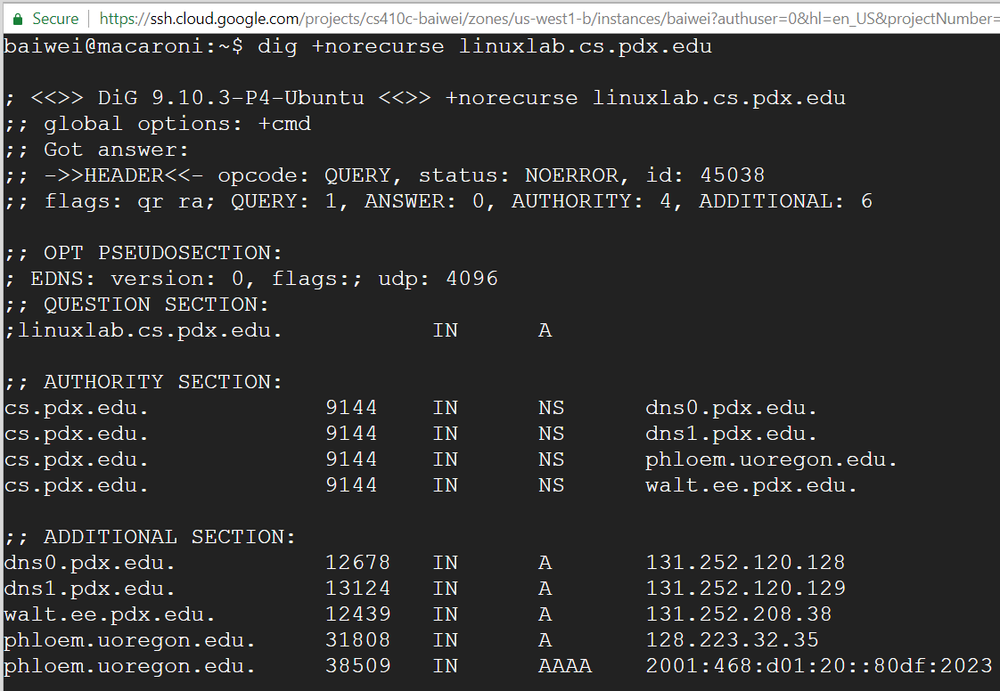 Secure | https://ssh.cloud.google.com/projects/cs410c-baiwei/zones/us-west1-b/instances/baiwei?authuser=0&hl=en_US&projectNumber=
baiwei@macaroni:~$ dig +norecurse linuxlab.cs.pdx.edu
; <<>> DiG 9.10.3-P4-Ubuntu <<>> +norecurse linuxlab.cs.pdx.edu
;; global options: +cmd
;; Got answer:
;; ->>HEADER<<- opcode: QUERY, status: NOERROR, id: 45038
;; flags: qr ra; QUERY: 1, ANSWER: 0, AUTHORITY: 4, ADDITIONAL: 6
;; OPT PSEUDOSECTION:
; EDNS: version: 0, flags:; udp: 4096
;; QUESTION SECTION:
;linuxlab.cs.pdx.edu. IN A
;; AUTHORITY SECTION:
cs.pdx.edu. 9144 IN NS dns0.pdx.edu.
cs.pdx.edu. 9144 IN NS dns1.pdx.edu.
cs.pdx.edu. 9144 IN NS phloem.uoregon.edu.
cs.pdx.edu. 9144 IN NS walt.ee.pdx.edu.
;; ADDITIONAL SECTION:
dns0.pdx.edu. 12678 IN A 131.252.120.128
dns1.pdx.edu. 13124 IN A 131.252.120.129
walt.ee.pdx.edu. 12439 IN A 131.252.208.38
phloem.uoregon.edu. 31808 IN A 128.223.32.35
phloem.uoregon.edu. 38509 IN AAAA 2001:468:d01:20::80df:2023